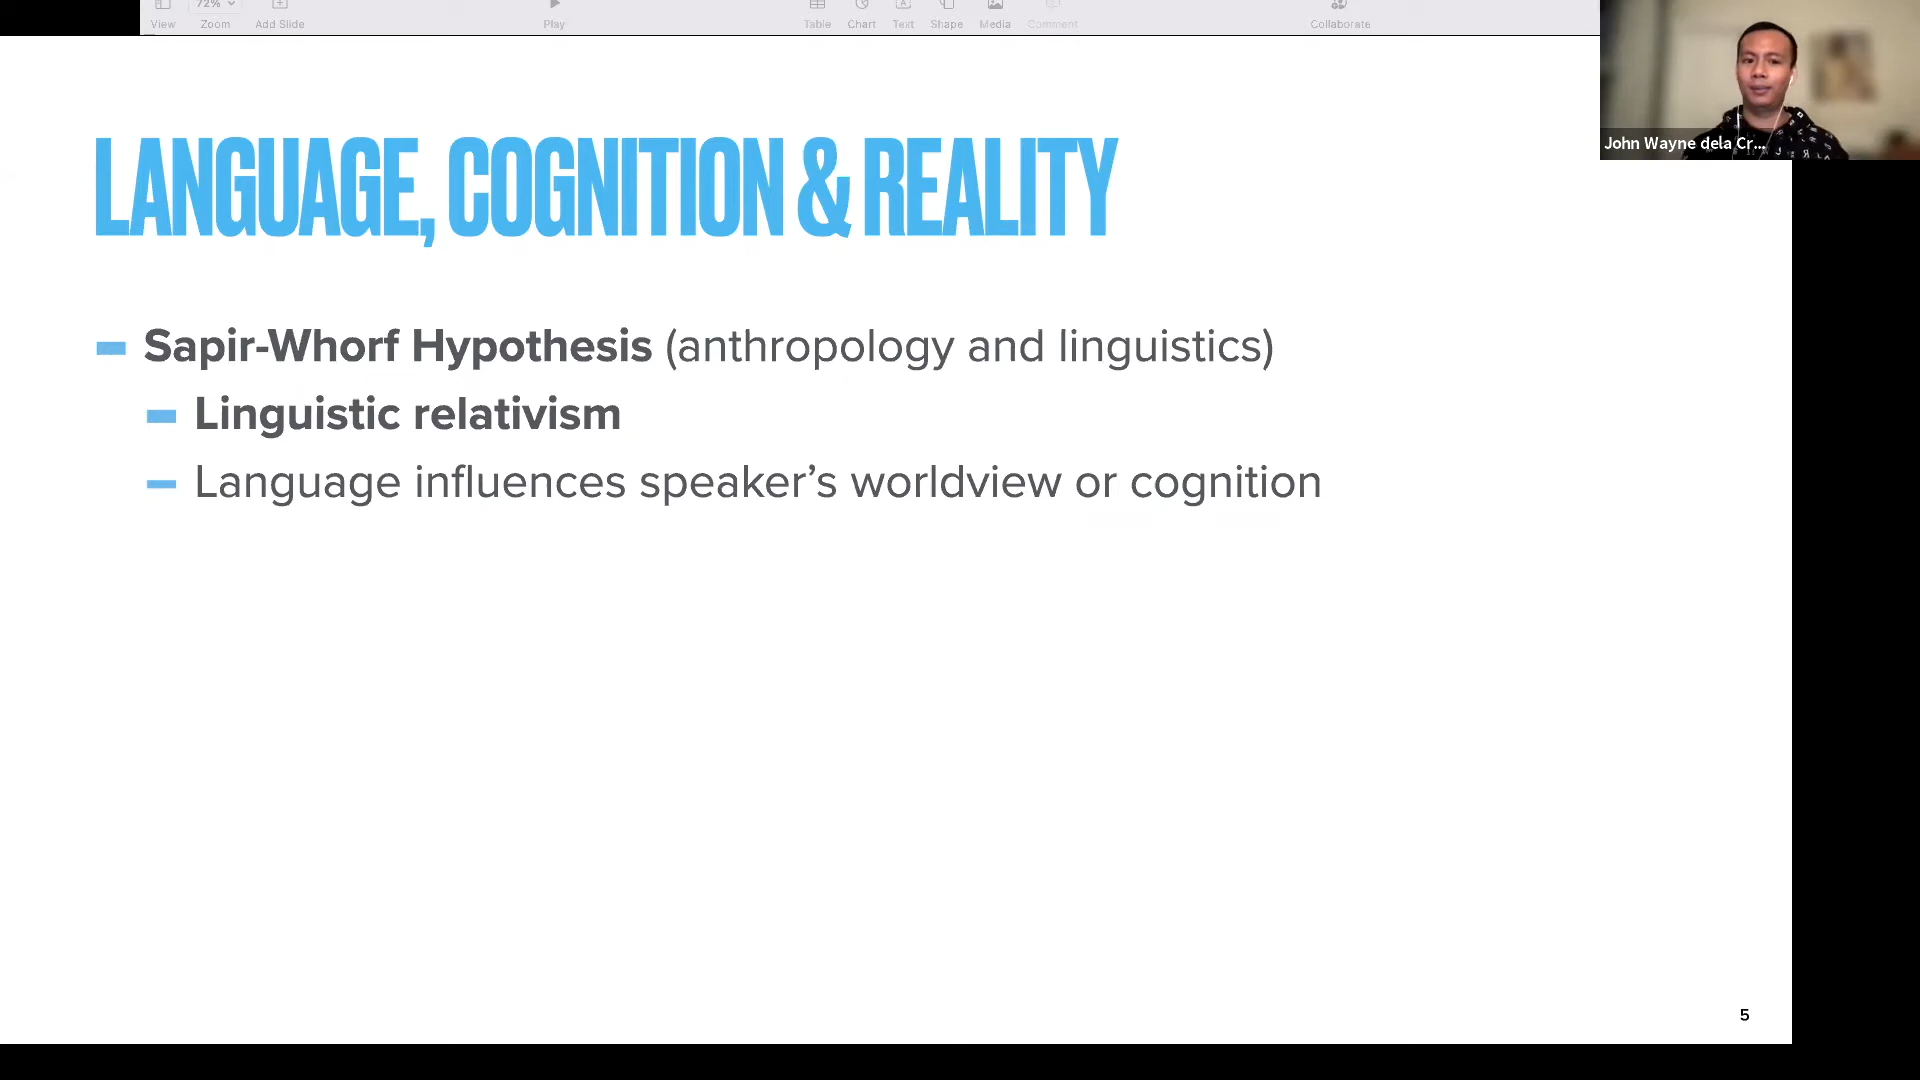 72%
View
Zoom
Add Slide
Play
Table
Chart
Text
Shape
Media
Comment
Collaborate
John Wayne dela Cr...
LANGUAGE, COGNITION & REALITY
Sapir-Whorf Hypothesis (anthropology and linguistics)
Linguistic relativism
Language influences speaker’s worldview or cognition
5